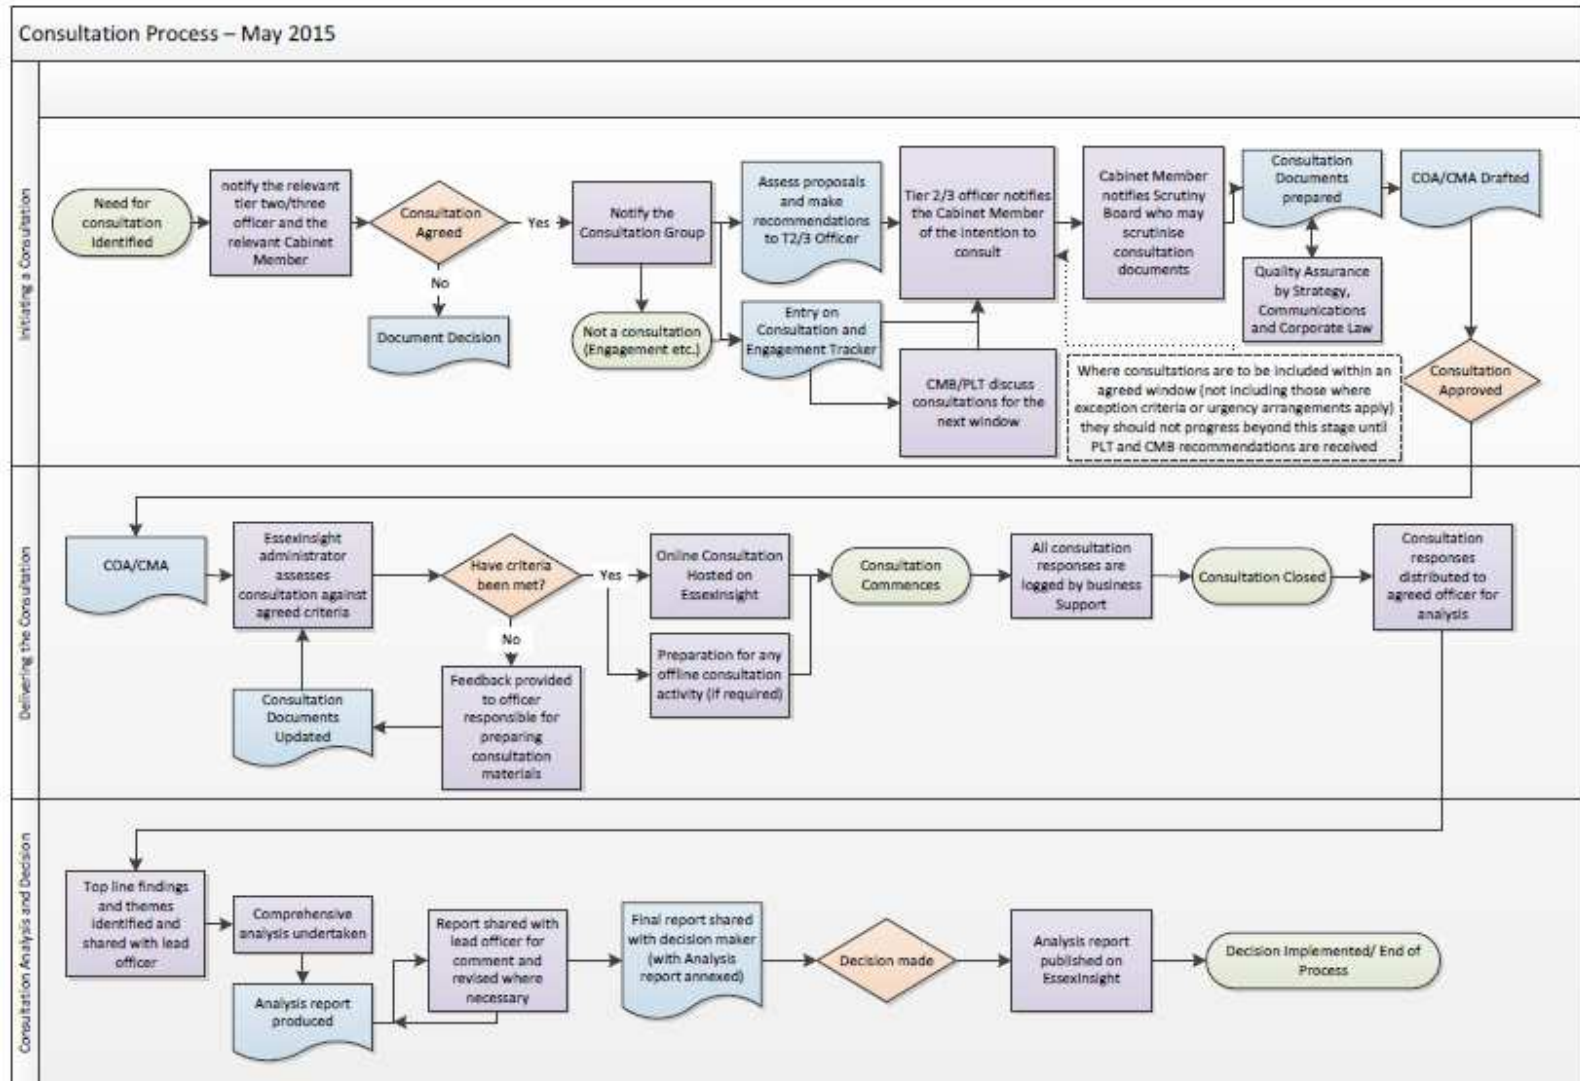 Consultation Process – May 2015
Initiating a Consultation
Need for
consultation
Identified
notify the relevant
tier two/three
officer and the
relevant Cabinet
Member
Consultation
Agreed
Yes
No
Document Decision
Notify the
Consultation Group
Not a consultation
(Engagement etc.)
Assess proposals
and make
recommendations
to T2/3 Officer
Entry on
Consultation and
Engagement Tracker
Tier 2/3 officer notifies
the Cabinet Member
of the intention to
consult
CMB/PLT discuss
consultations for the
next window
Cabinet Member
notifies Scrutiny
Board who may
scrutinise
consultation
documents
Consultation
Documents
prepared
Quality Assurance
by Strategy,
Communications
and Corporate Law
COA/CMA Drafted
Where consultations are to be included within an
agreed window (not including those where
exception criteria or urgency arrangements apply)
they should not progress beyond this stage until
PLT and CMB recommendations are received
Consultation
Approved
Delivering the Consultation
COA/CMA
EssexInsight
administrator
assesses
consultation against
agreed criteria
Have criteria
been met?
Yes
No
Consultation
Documents
Updated
Feedback provided
to officer
responsible for
preparing
consultation
materials
Online Consultation
Hosted on
EssexInsight
Preparation for any
offline consultation
activity (if required)
Consultation
Commences
All consultation
responses are
logged by business
Support
Consultation Closed
Consultation
responses
distributed to
agreed officer for
analysis
Consultation Analysis and Decision
Top line findings
and themes
identified and
shared with lead
officer
Comprehensive
analysis undertaken
Analysis report
produced
Report shared with
lead officer for
comment and
revised where
necessary
Final report shared
with decision maker
(with Analysis
report annexed)
Decision made
Analysis report
published on
EssexInsight
Decision Implemented/ End of
Process